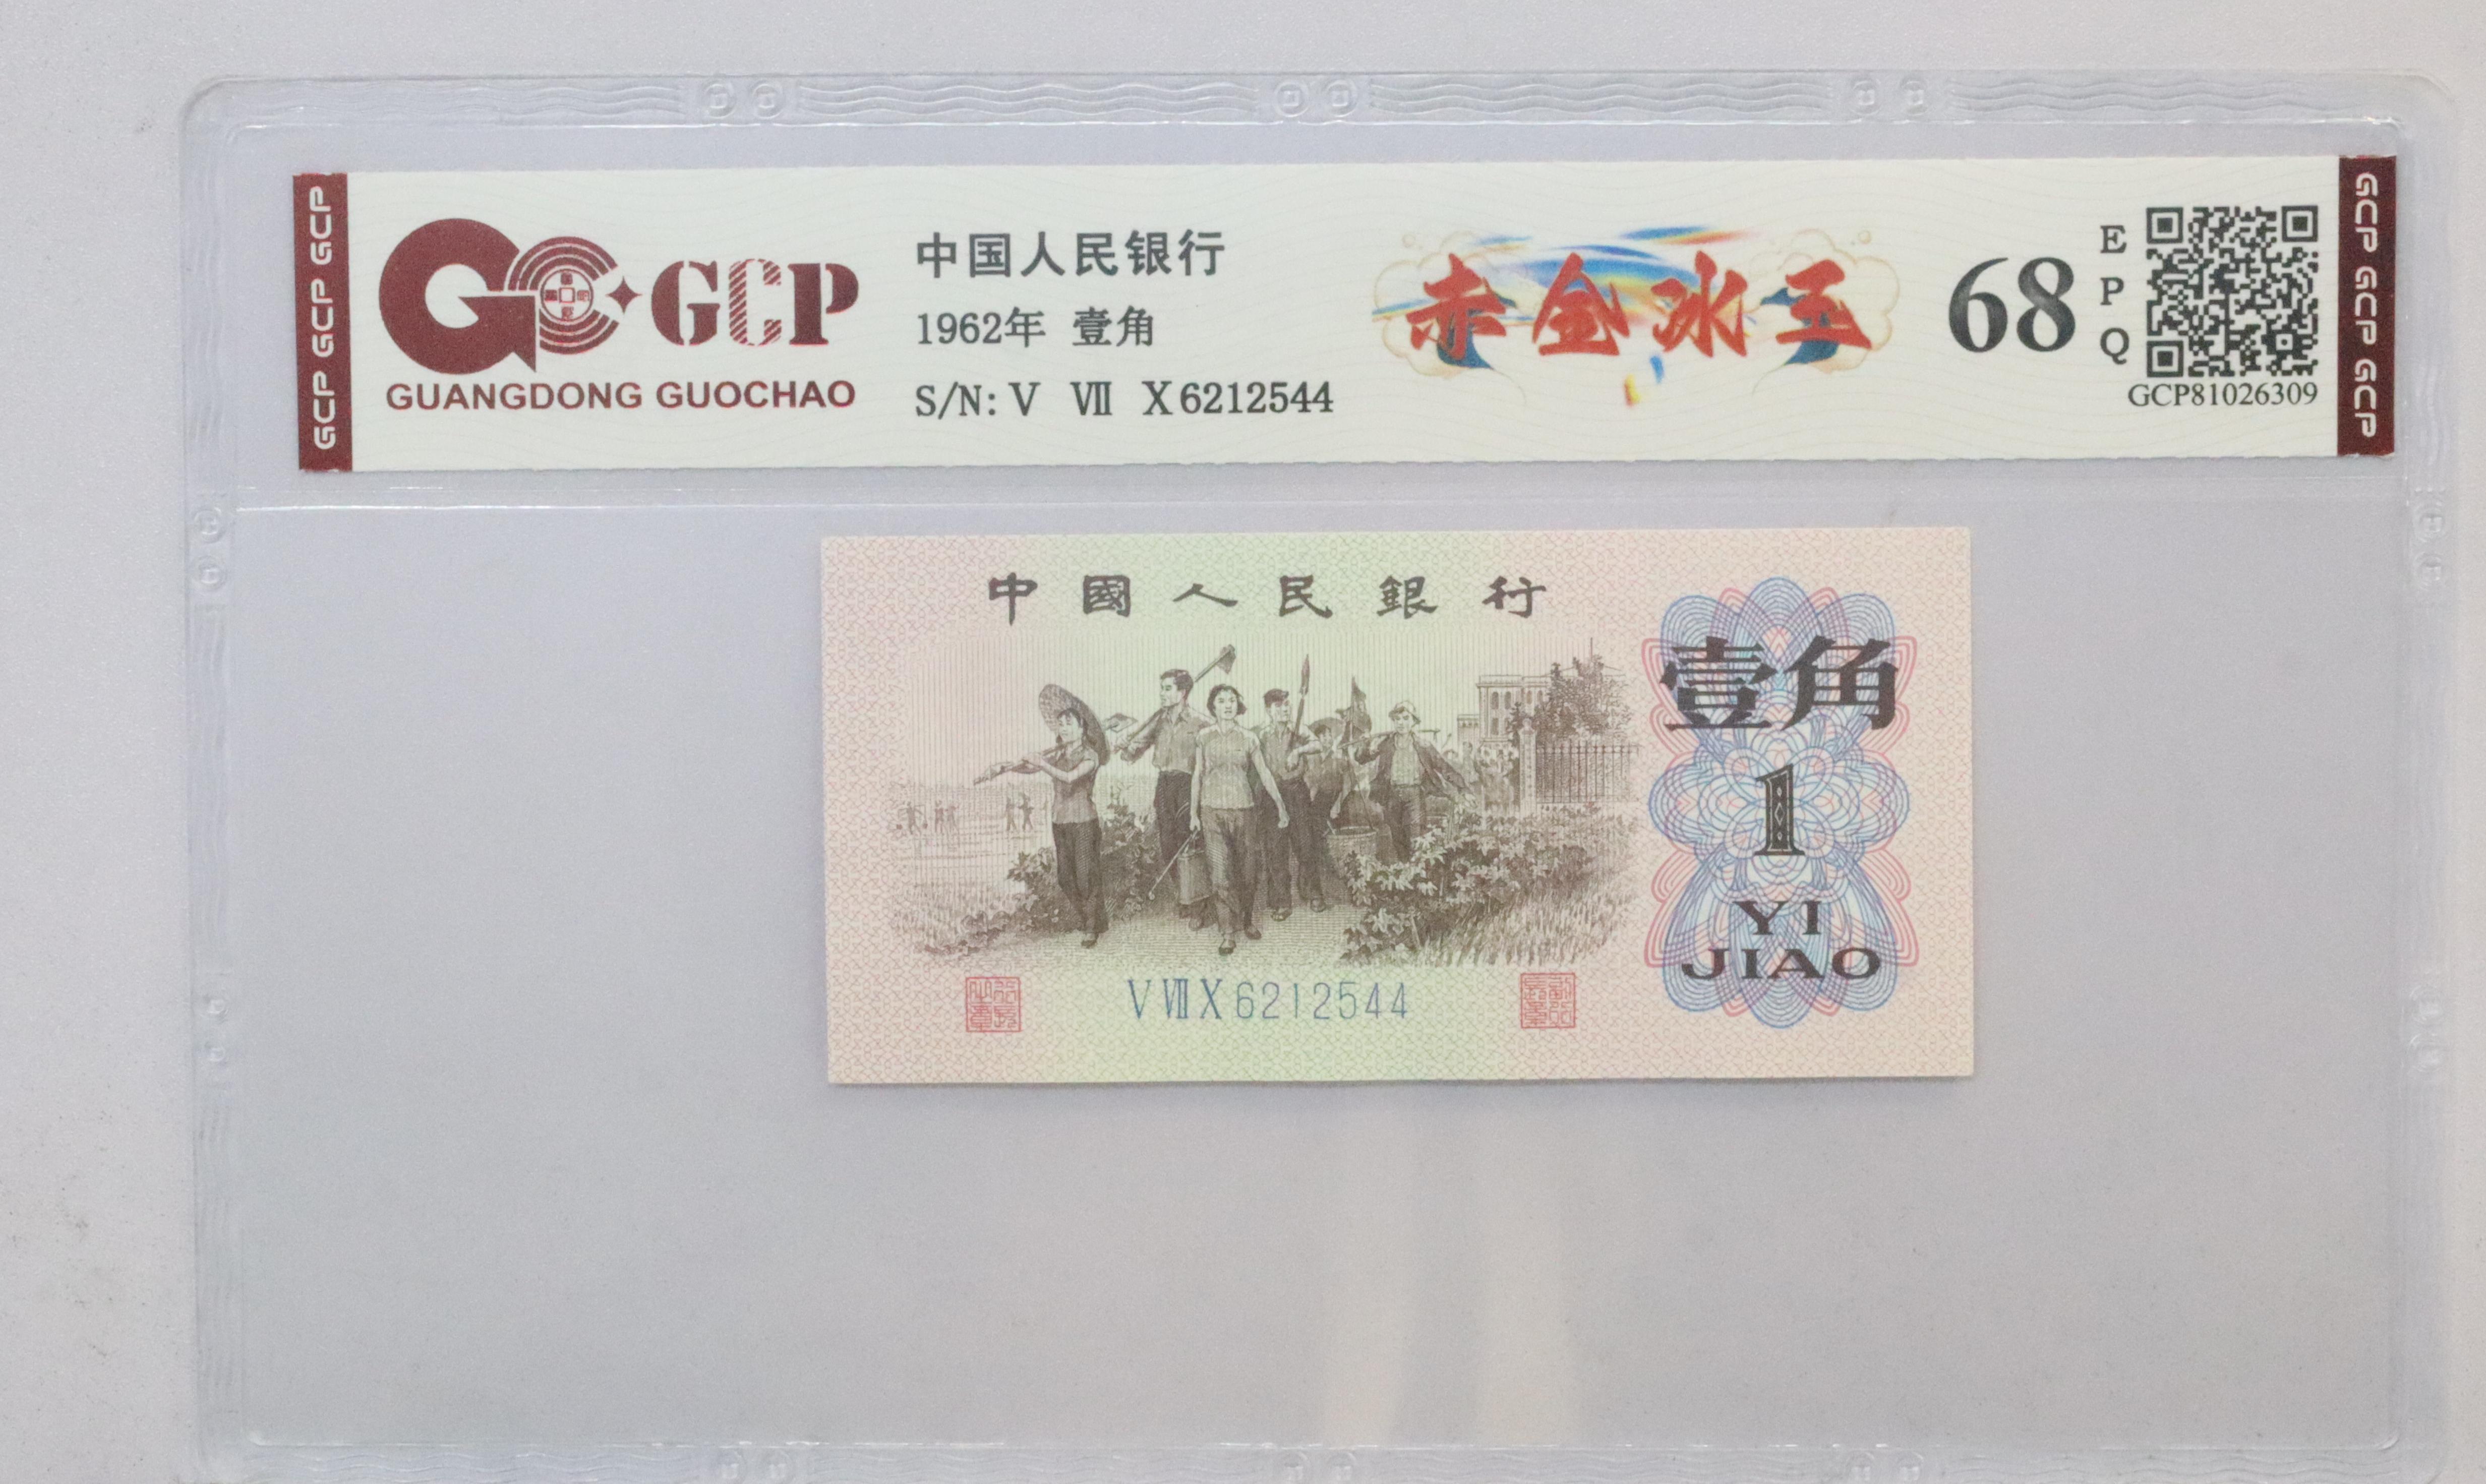 GCP GCP GCP
GCP
GUANGDONG GUOCHAO
中国人民银行
1962年 壹角
S/N: V Ⅶ X6212544
赤金冰玉
68
E
P
Q
GCP81026309
GCP GCP GCP
中國人民銀行
壹角
1
YI
JIAO
V Ⅶ X 6212544